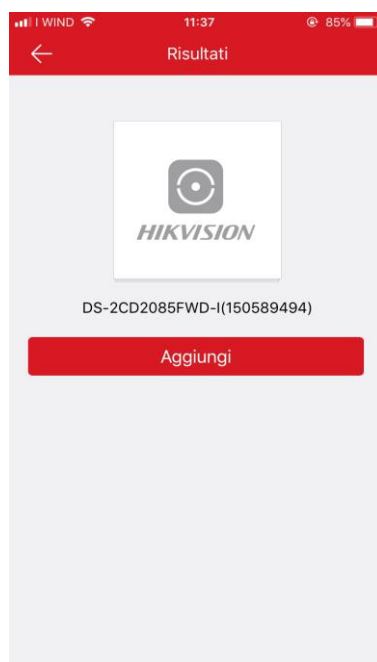 I WIND 11:37 85%
Risultati
HIKVISION
DS-2CD2085FWD-I(150589494)
Aggiungi